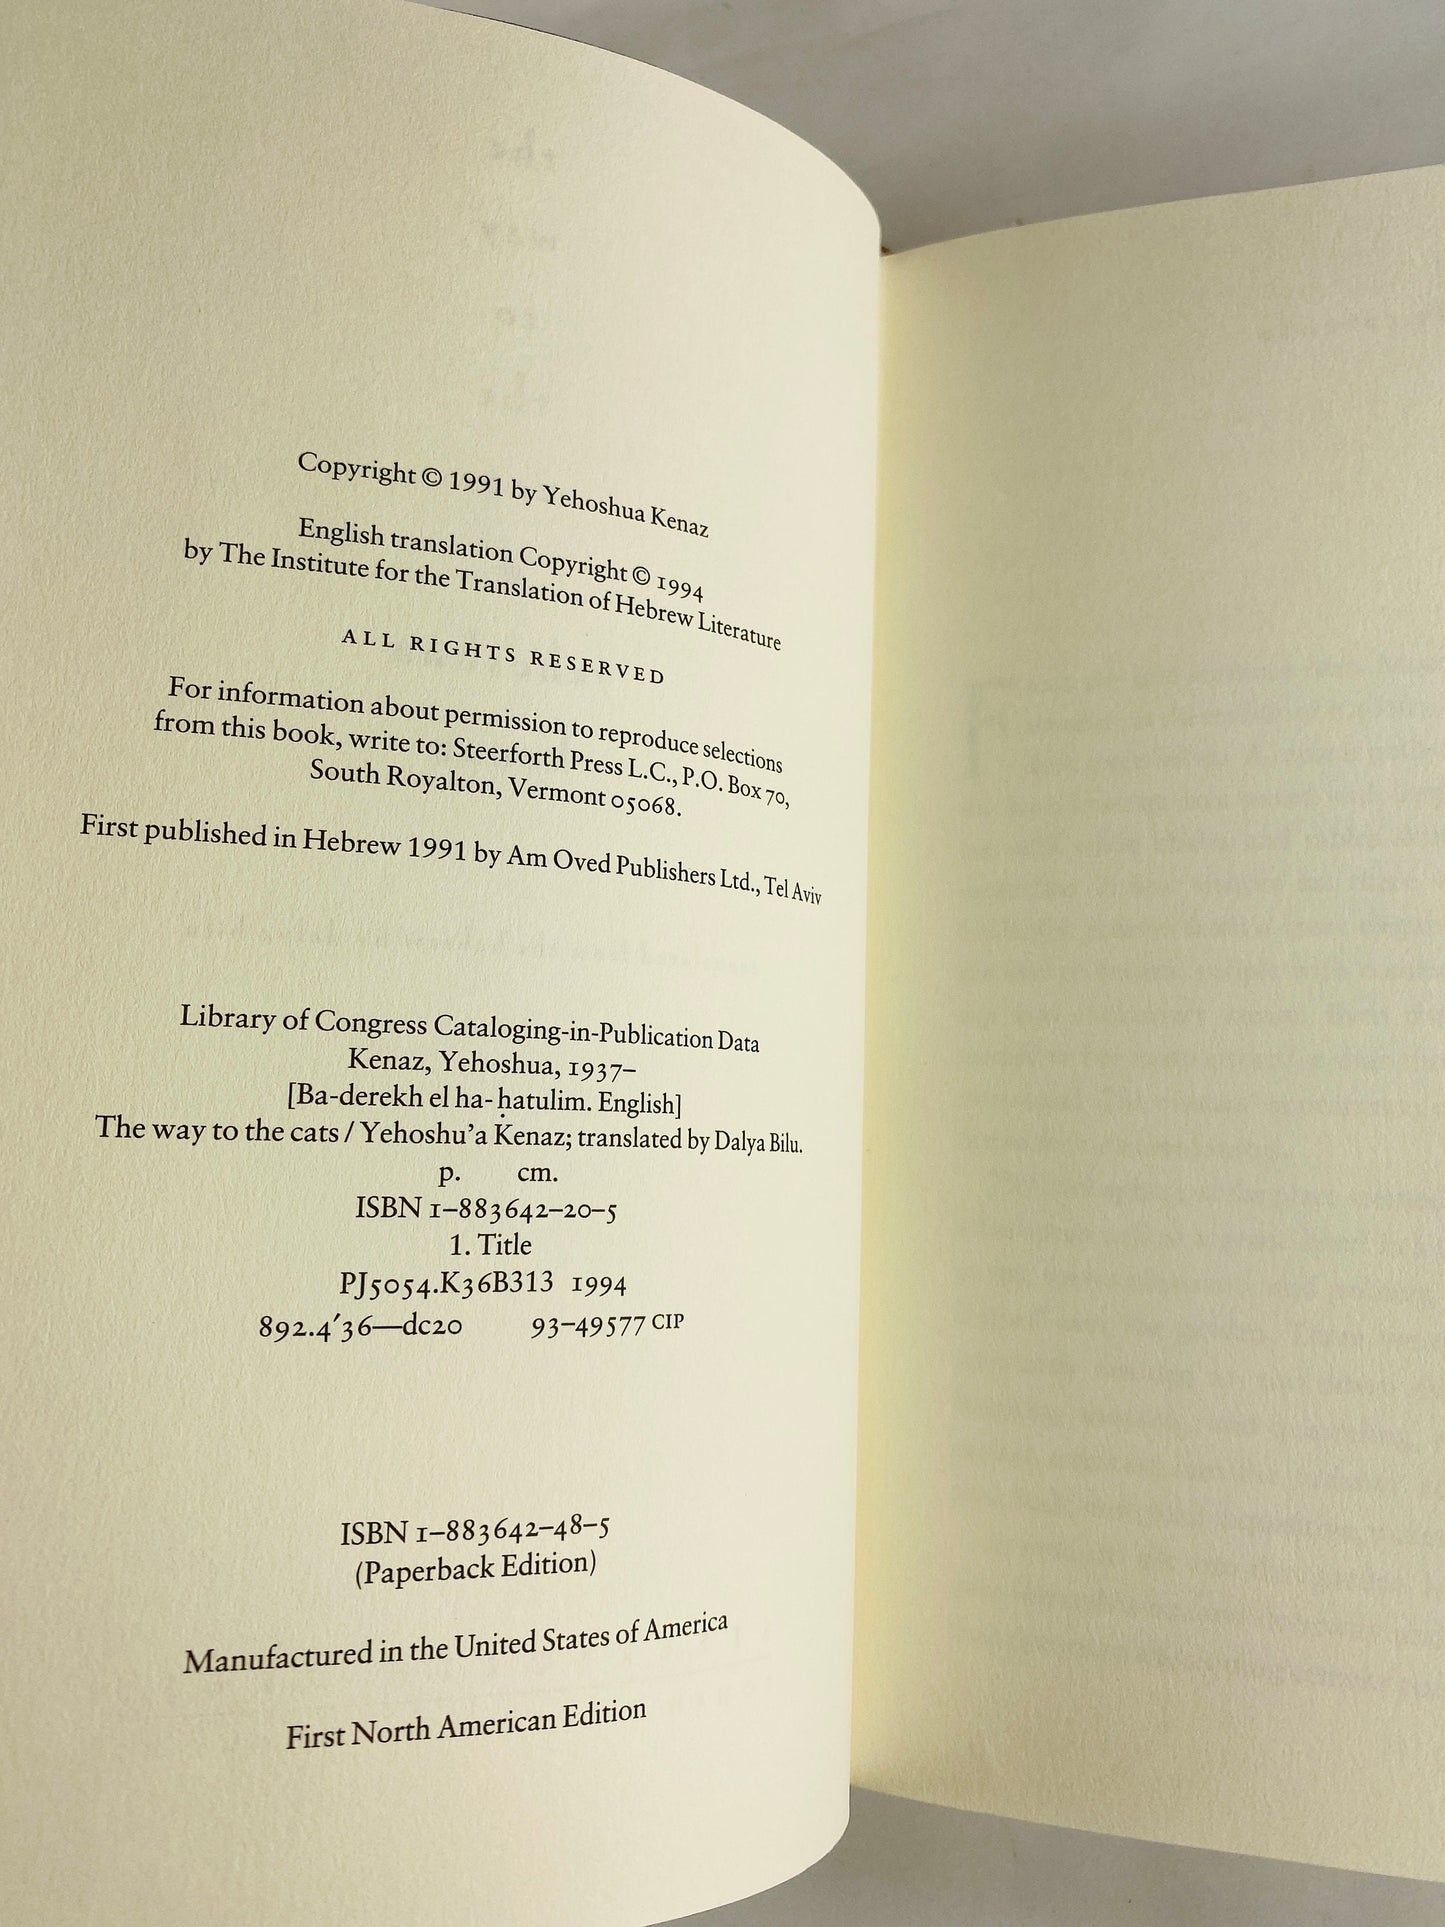 Copyright © 1991 by Yehoshua Kenaz
English translation Copyright © 1994
by The Institute for the Translation of Hebrew Literature
ALL RIGHTS RESERVED
For information about permission to reproduce selections
from this book, write to: Steerforth Press L.C., P.O. Box 70,
South Royalton, Vermont 05068.
First published in Hebrew 1991 by Am Oved Publishers Ltd., Tel Aviv
Library of Congress Cataloging-in-Publication Data
Kenaz, Yehoshua, 1937–
[Ba-derekh el ha-ḥatulim. English]
The way to the cats / Yehoshu'a Ḳenaz; translated by Dalya Bilu.
p. cm.
ISBN 1–883642–20–5
1. Title
PJ5054.K36B313 1994
892.4′36—dc20 93–49577 CIP
ISBN 1–883642–48–5
(Paperback Edition)
Manufactured in the United States of America
First North American Edition